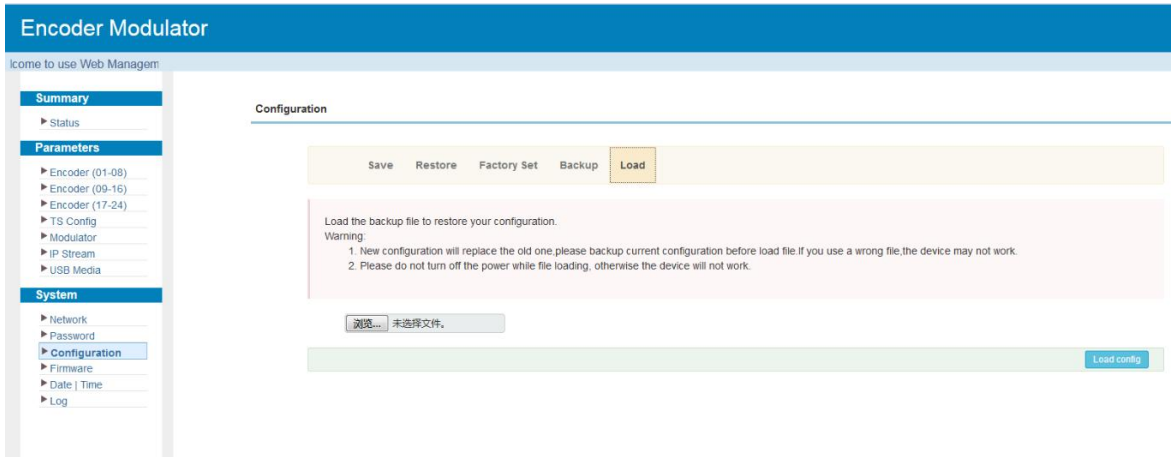 Encoder Modulator
lcome to use Web Managem
Summary
Status
Parameters
Encoder (01-08)
Encoder (09-16)
Encoder (17-24)
TS Config
Modulator
IP Stream
USB Media
System
Network
Password
Configuration
Firmware
Date | Time
Log
Configuration
Save Restore Factory Set Backup Load
Load the backup file to restore your configuration.
Warning:
1. New configuration will replace the old one,please backup current configuration before load file.If you use a wrong file,the device may not work.
2. Please do not turn off the power while file loading, otherwise the device will not work.
浏览... 未选择文件。
Load config